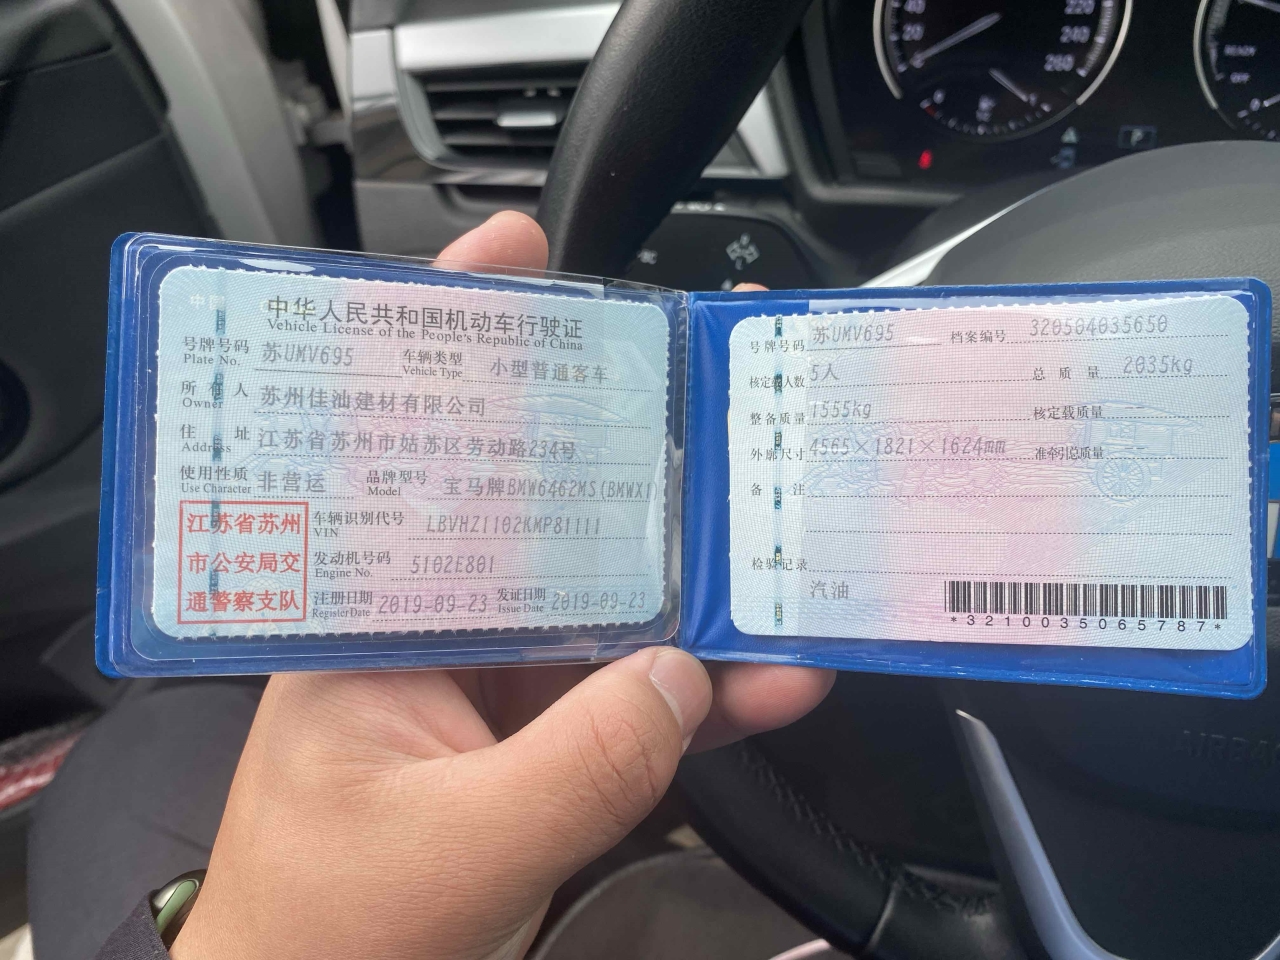 中华人民共和国机动车行驶证
Vehicle License of the People's Republic of China
号牌号码 苏UMV695 车辆类型 小型普通客车
Plate No. Vehicle Type
所有人 苏州佳汕建材有限公司
Owner
住址 江苏省苏州市姑苏区劳动路234号
Address
使用性质 非营运 品牌型号 宝马牌BMW6462MS(BMWX1)
Use Character Model
江苏省苏州
市公安局交
通警察支队
车辆识别代号 LBVHZ1102KMP81111
VIN
发动机号码 5102E801
Engine No.
注册日期 2019-09-23 发证日期 2019-09-23
Register Date Issue Date
号牌号码 苏UMV695 档案编号 320504035650
核定载人数 5人 总质量 2035kg
整备质量 1555kg 核定载质量 --
外廓尺寸 4565×1821×1624mm 准牵引总质量 --
备注
检验记录
汽油
*3210035065787*
40
20
220
240
260
READY
OFF
0
P
AIRBAG